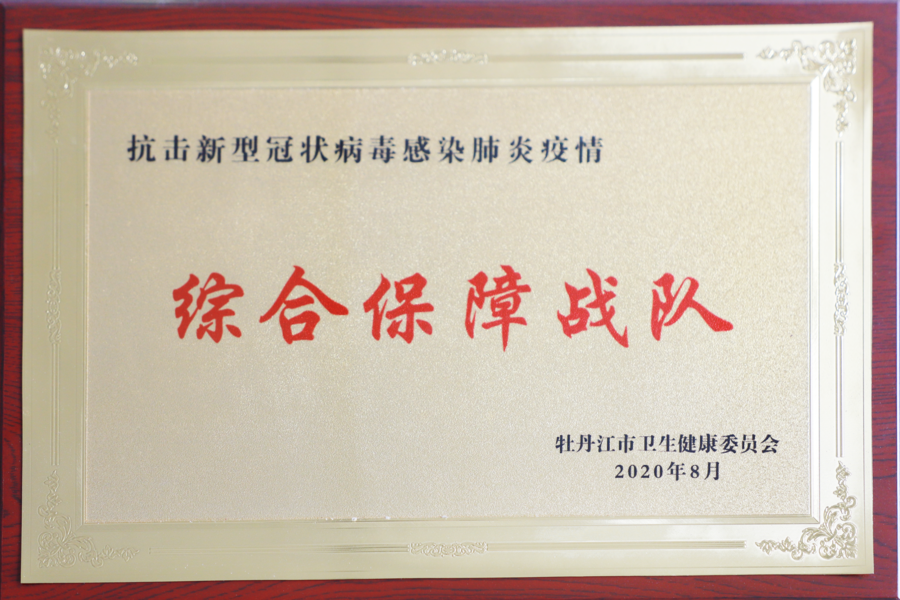 抗击新型冠状病毒感染肺炎疫情
综合保障战队
牡丹江市卫生健康委员会
2020年8月